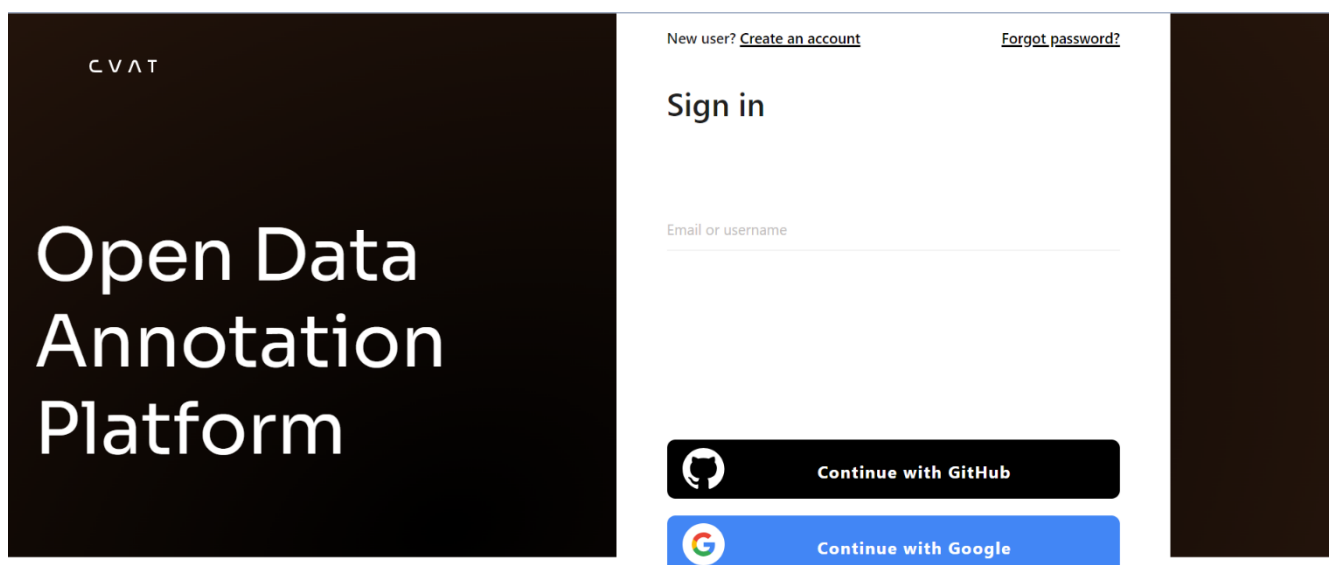 CVAT
Open Data
Annotation
Platform
New user? Create an account
Forgot password?
Sign in
Email or username
Continue with GitHub
Continue with Google